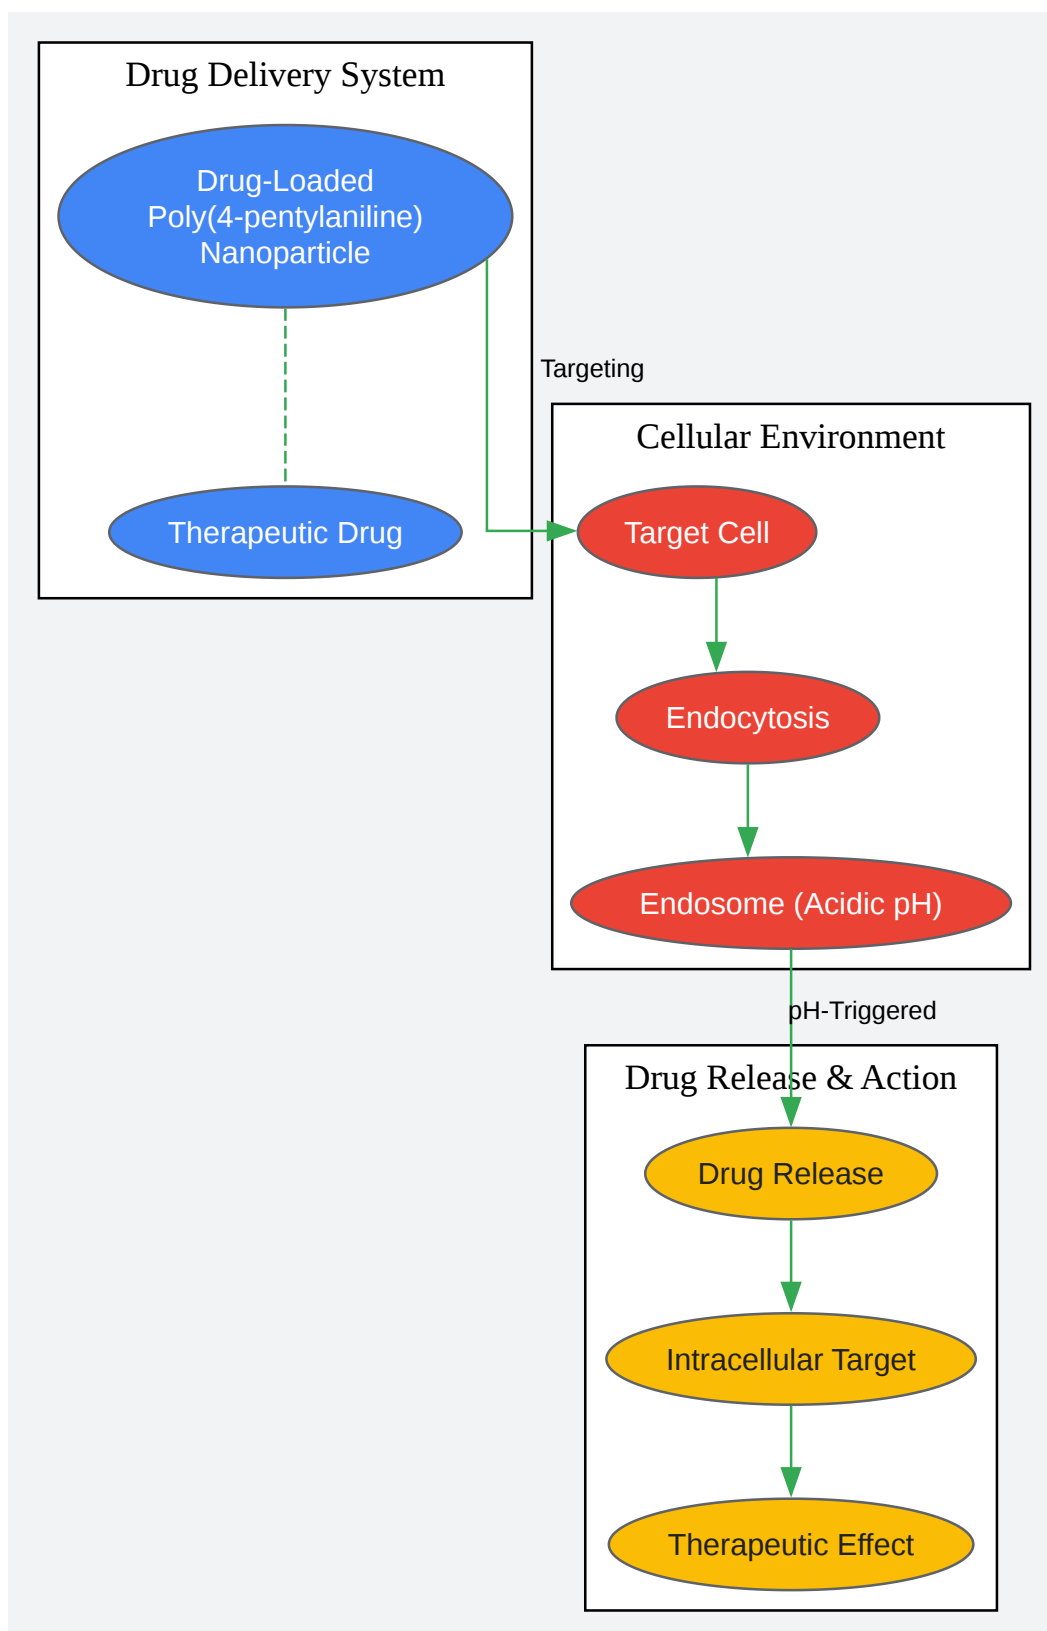 Drug Delivery System
Drug-Loaded
Poly(4-pentylaniline)
Nanoparticle
Therapeutic Drug
Targeting
Cellular Environment
Target Cell
Endocytosis
Endosome (Acidic pH)
pH-Triggered
Drug Release & Action
Drug Release
Intracellular Target
Therapeutic Effect